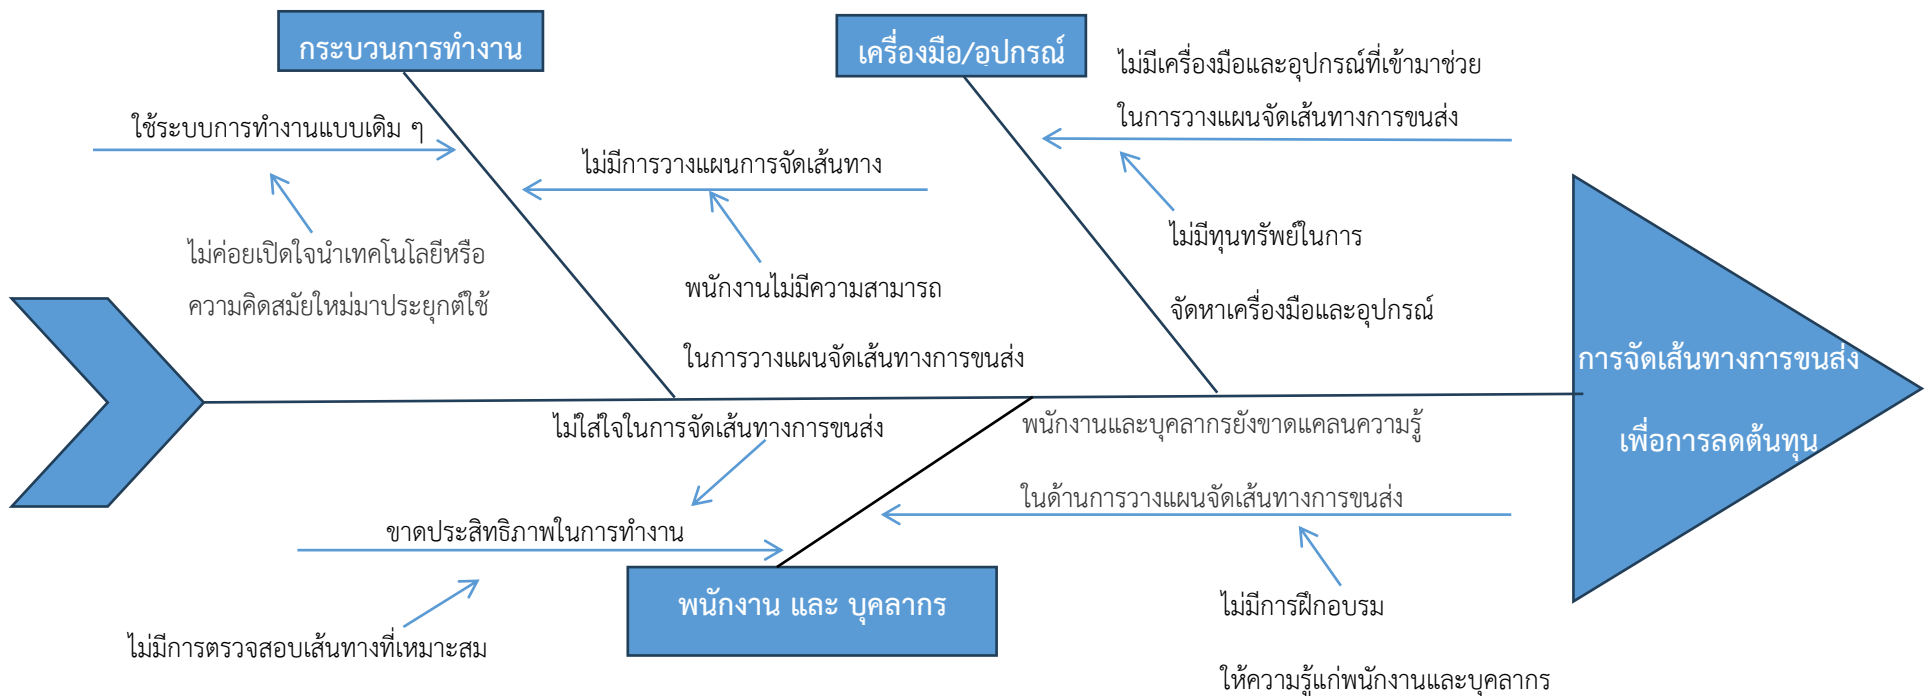 กระบวนการทำงาน
เครื่องมือ/อุปกรณ์
ไม่มีเครื่องมือและอุปกรณ์ที่เข้ามาช่วย
ในการวางแผนจัดเส้นทางการขนส่ง
ใช้ระบบการทำงานแบบเดิม ๆ
ไม่มีการวางแผนการจัดเส้นทาง
ไม่ค่อยเปิดใจนำเทคโนโลยีหรือ
ความคิดสมัยใหม่มาประยุกต์ใช้
พนักงานไม่มีความสามารถ
ในการวางแผนจัดเส้นทางการขนส่ง
ไม่มีทุนทรัพย์ในการ
จัดหาเครื่องมือและอุปกรณ์
การจัดเส้นทางการขนส่ง
เพื่อการลดต้นทุน
ไม่ใส่ใจในการจัดเส้นทางการขนส่ง
พนักงานและบุคลากรยังขาดแคลนความรู้
ในด้านการวางแผนจัดเส้นทางการขนส่ง
ขาดประสิทธิภาพในการทำงาน
พนักงาน และ บุคลากร
ไม่มีการตรวจสอบเส้นทางที่เหมาะสม
ไม่มีการฝึกอบรม
ให้ความรู้แก่พนักงานและบุคลากร